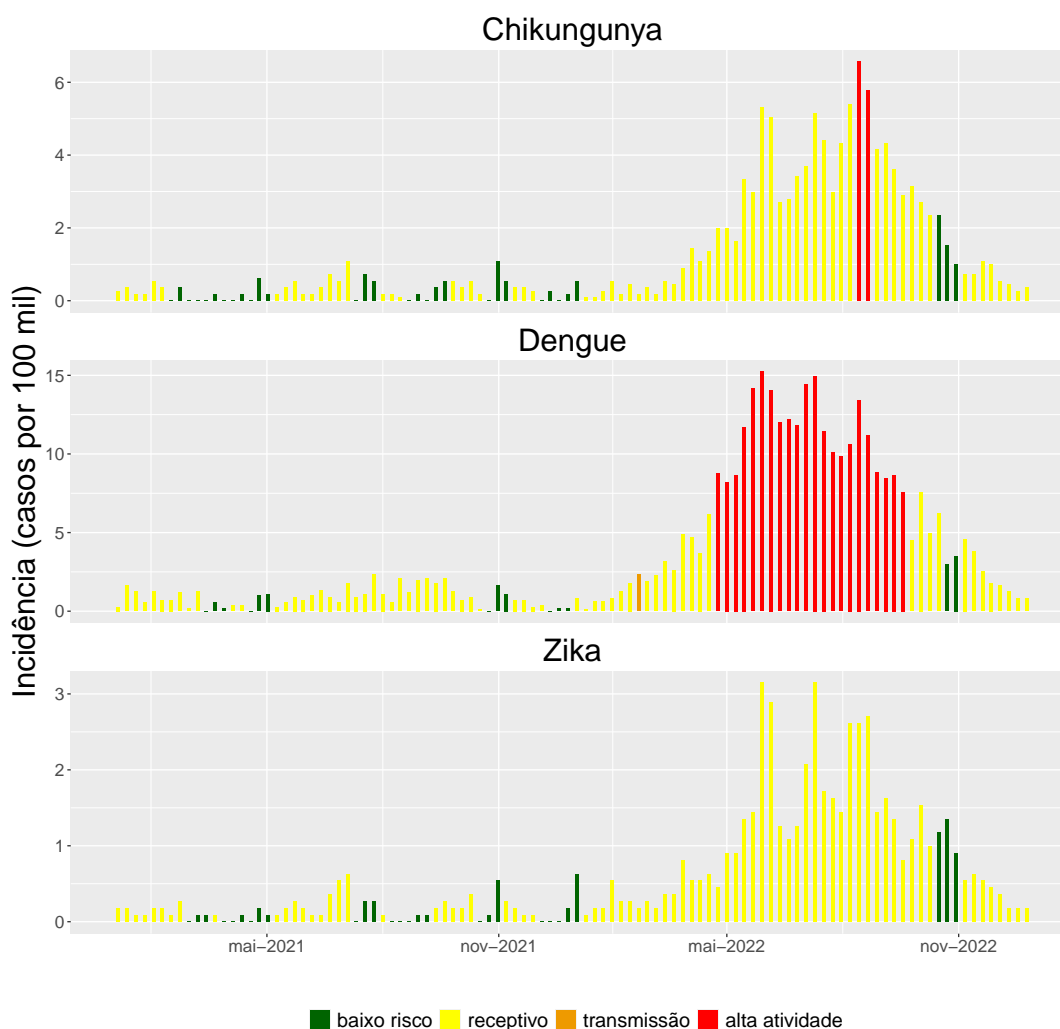 Chikungunya
6
4
2
0
Dengue
15
10
5
0
Zika
3
2
1
0
Incidência (casos por 100 mil)
mai−2021 nov−2021 mai−2022 nov−2022
baixo risco receptivo transmissão alta atividade